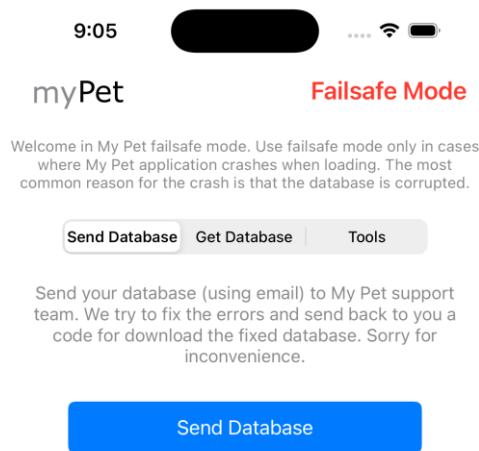 9:05
myPet
Failsafe Mode
Welcome in My Pet failsafe mode. Use failsafe mode only in cases
where My Pet application crashes when loading. The most
common reason for the crash is that the database is corrupted.
Send Database Get Database Tools
Send your database (using email) to My Pet support
team. We try to fix the errors and send back to you a
code for download the fixed database. Sorry for
inconvenience.
Send Database